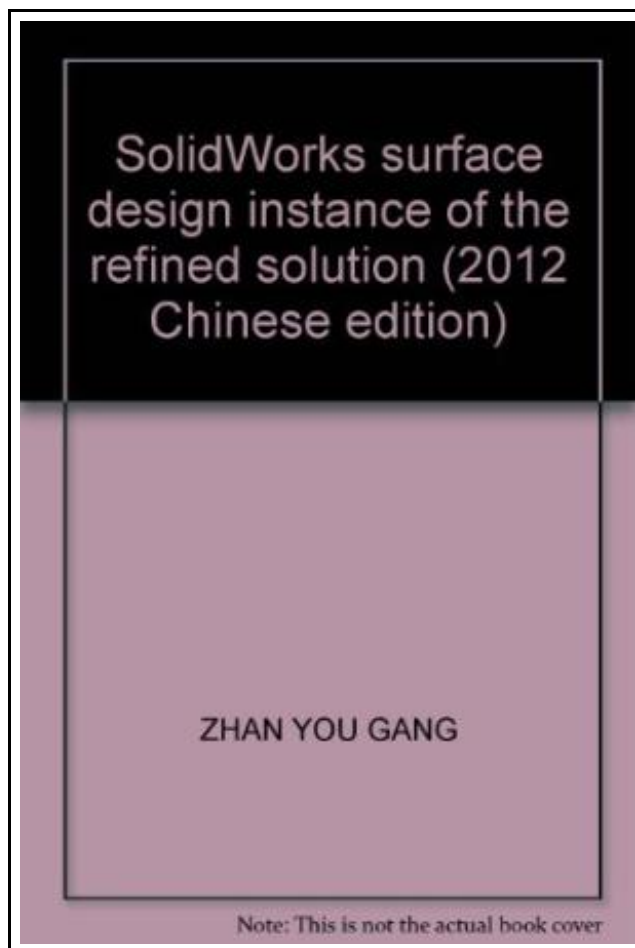 SolidWorks surface
design instance of the
refined solution (2012
Chinese edition)
ZHAN YOU GANG
Note: This is not the actual book cover